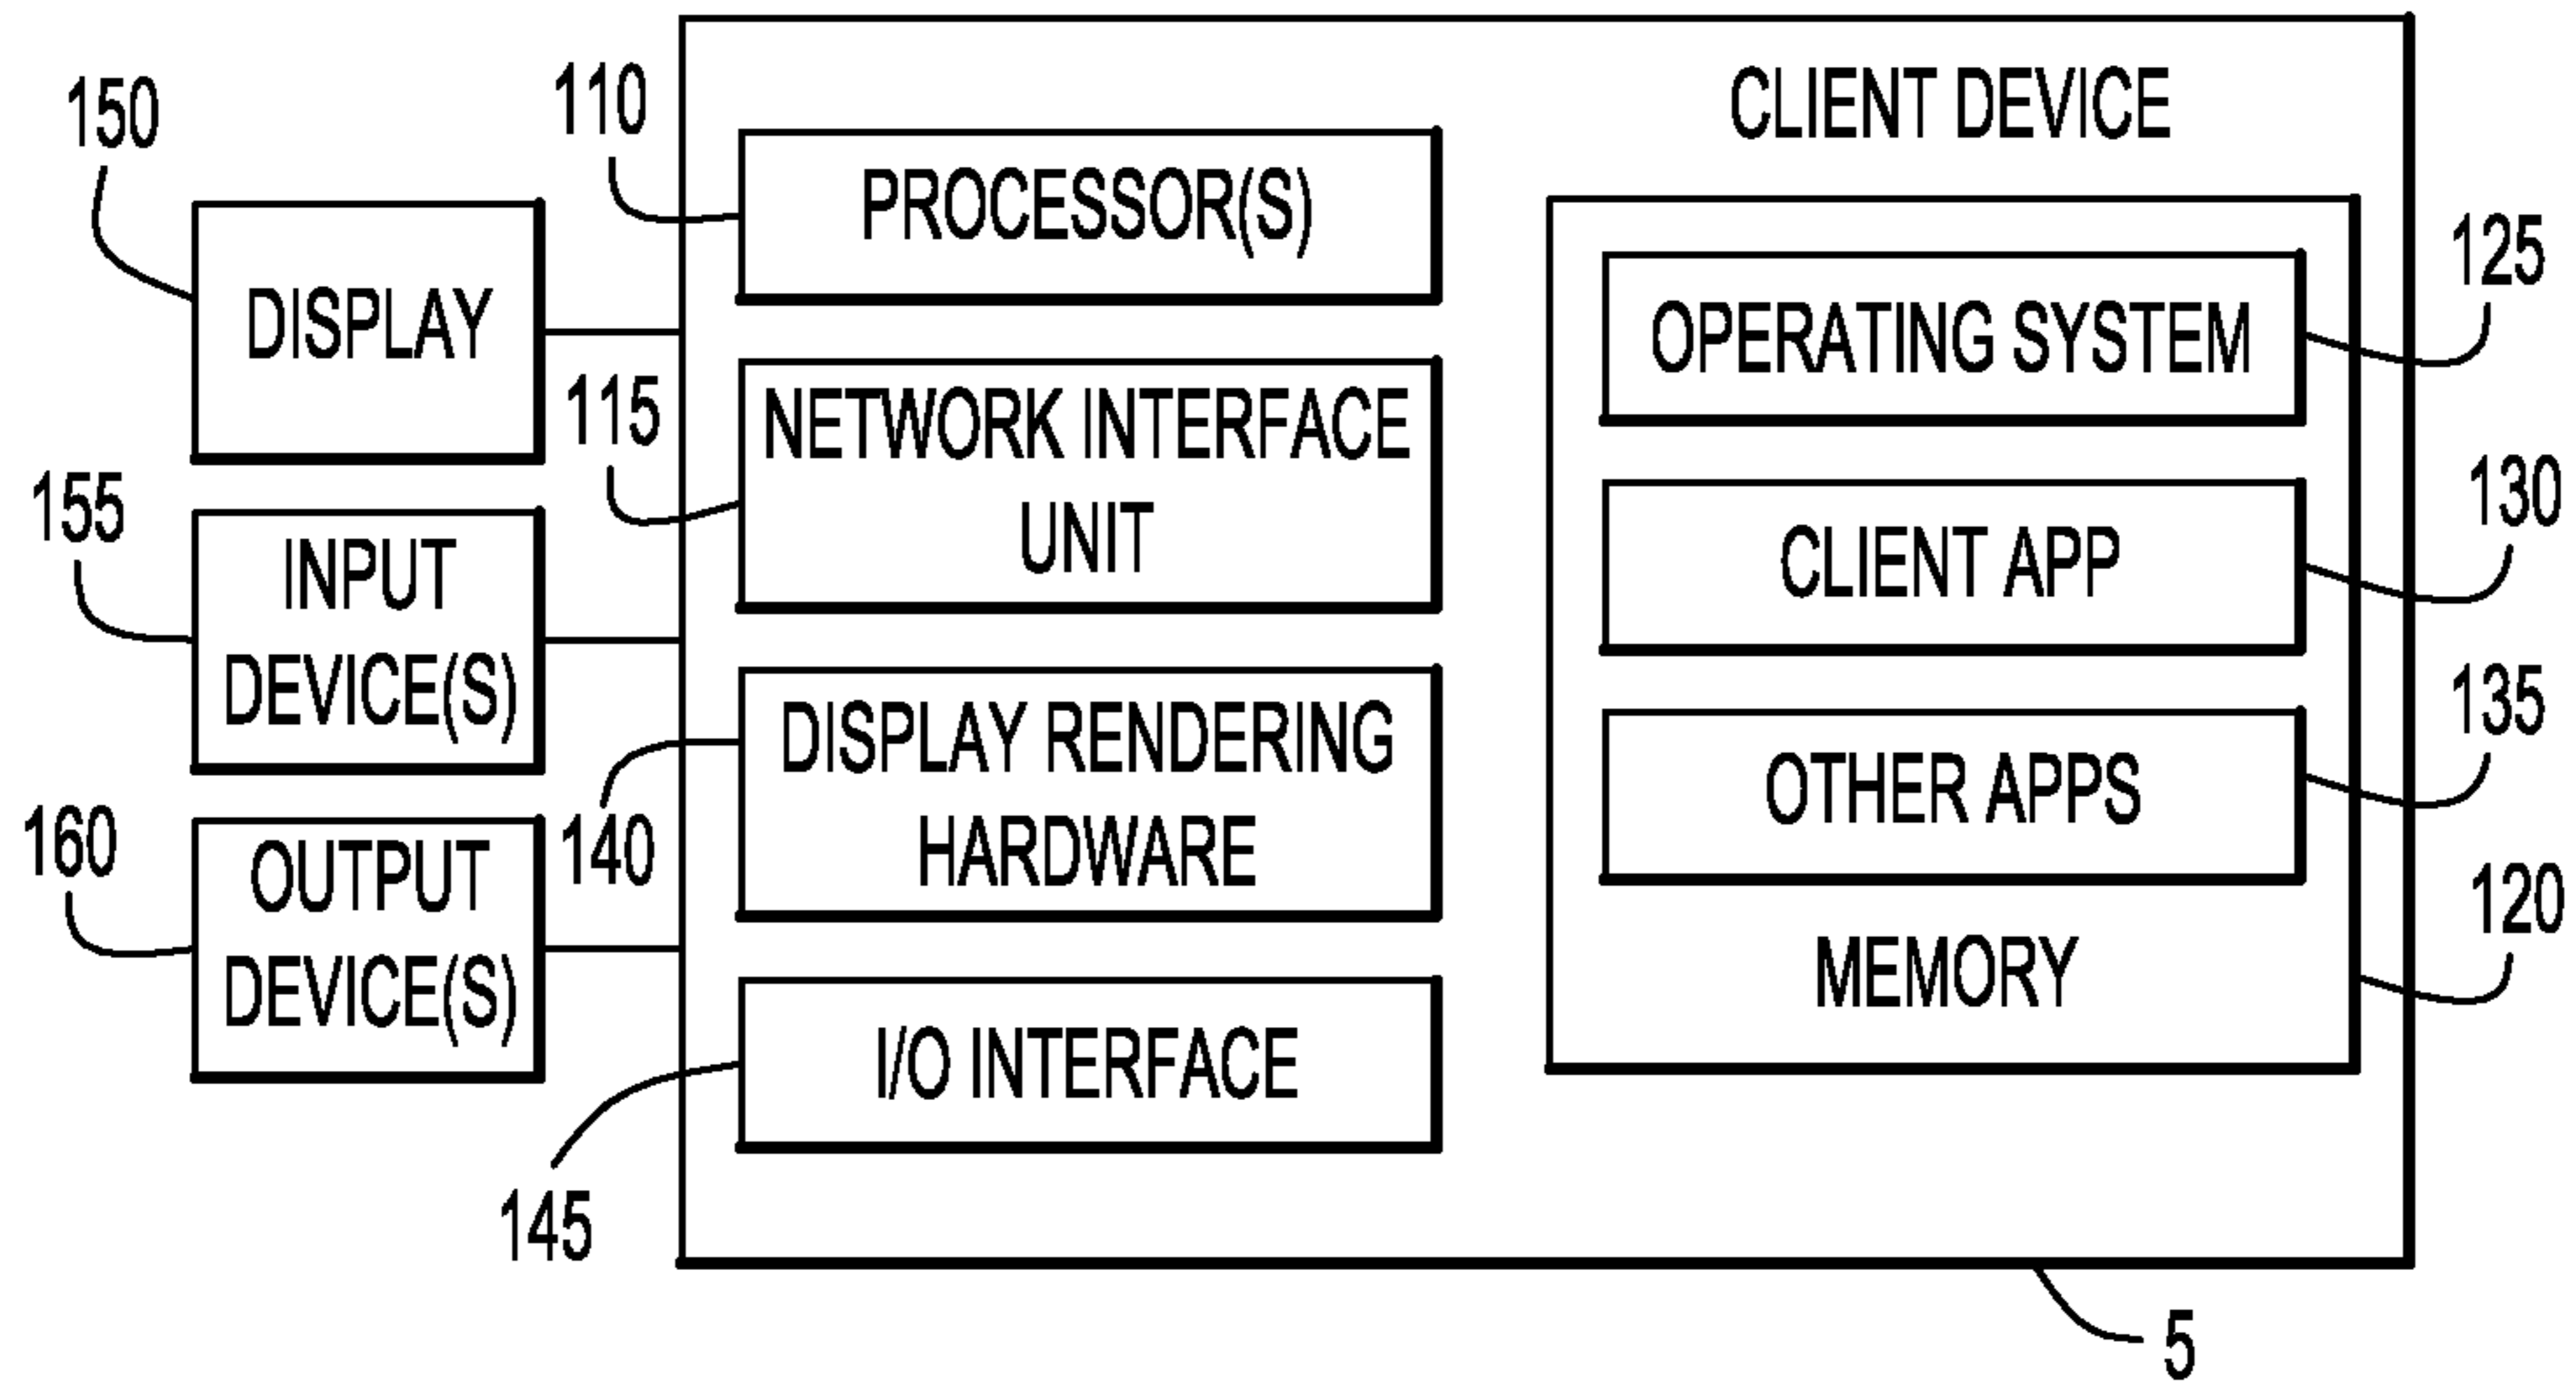 150
DISPLAY
155
INPUT
DEVICE(S)
160
OUTPUT
DEVICE(S)
CLIENT DEVICE
110
PROCESSOR(S)
115
NETWORK INTERFACE
UNIT
140
DISPLAY RENDERING
HARDWARE
145
I/O INTERFACE
125
OPERATING SYSTEM
130
CLIENT APP
135
OTHER APPS
120
MEMORY
5